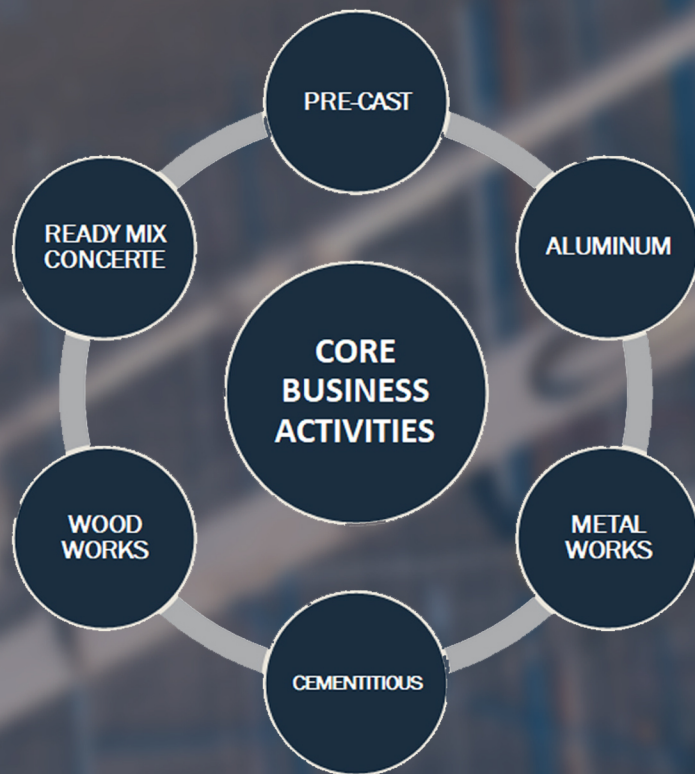 PRE-CAST
READY MIX
CONCERTE
ALUMINUM
CORE
BUSINESS
ACTIVITIES
WOOD
WORKS
METAL
WORKS
CEMENTITIOUS